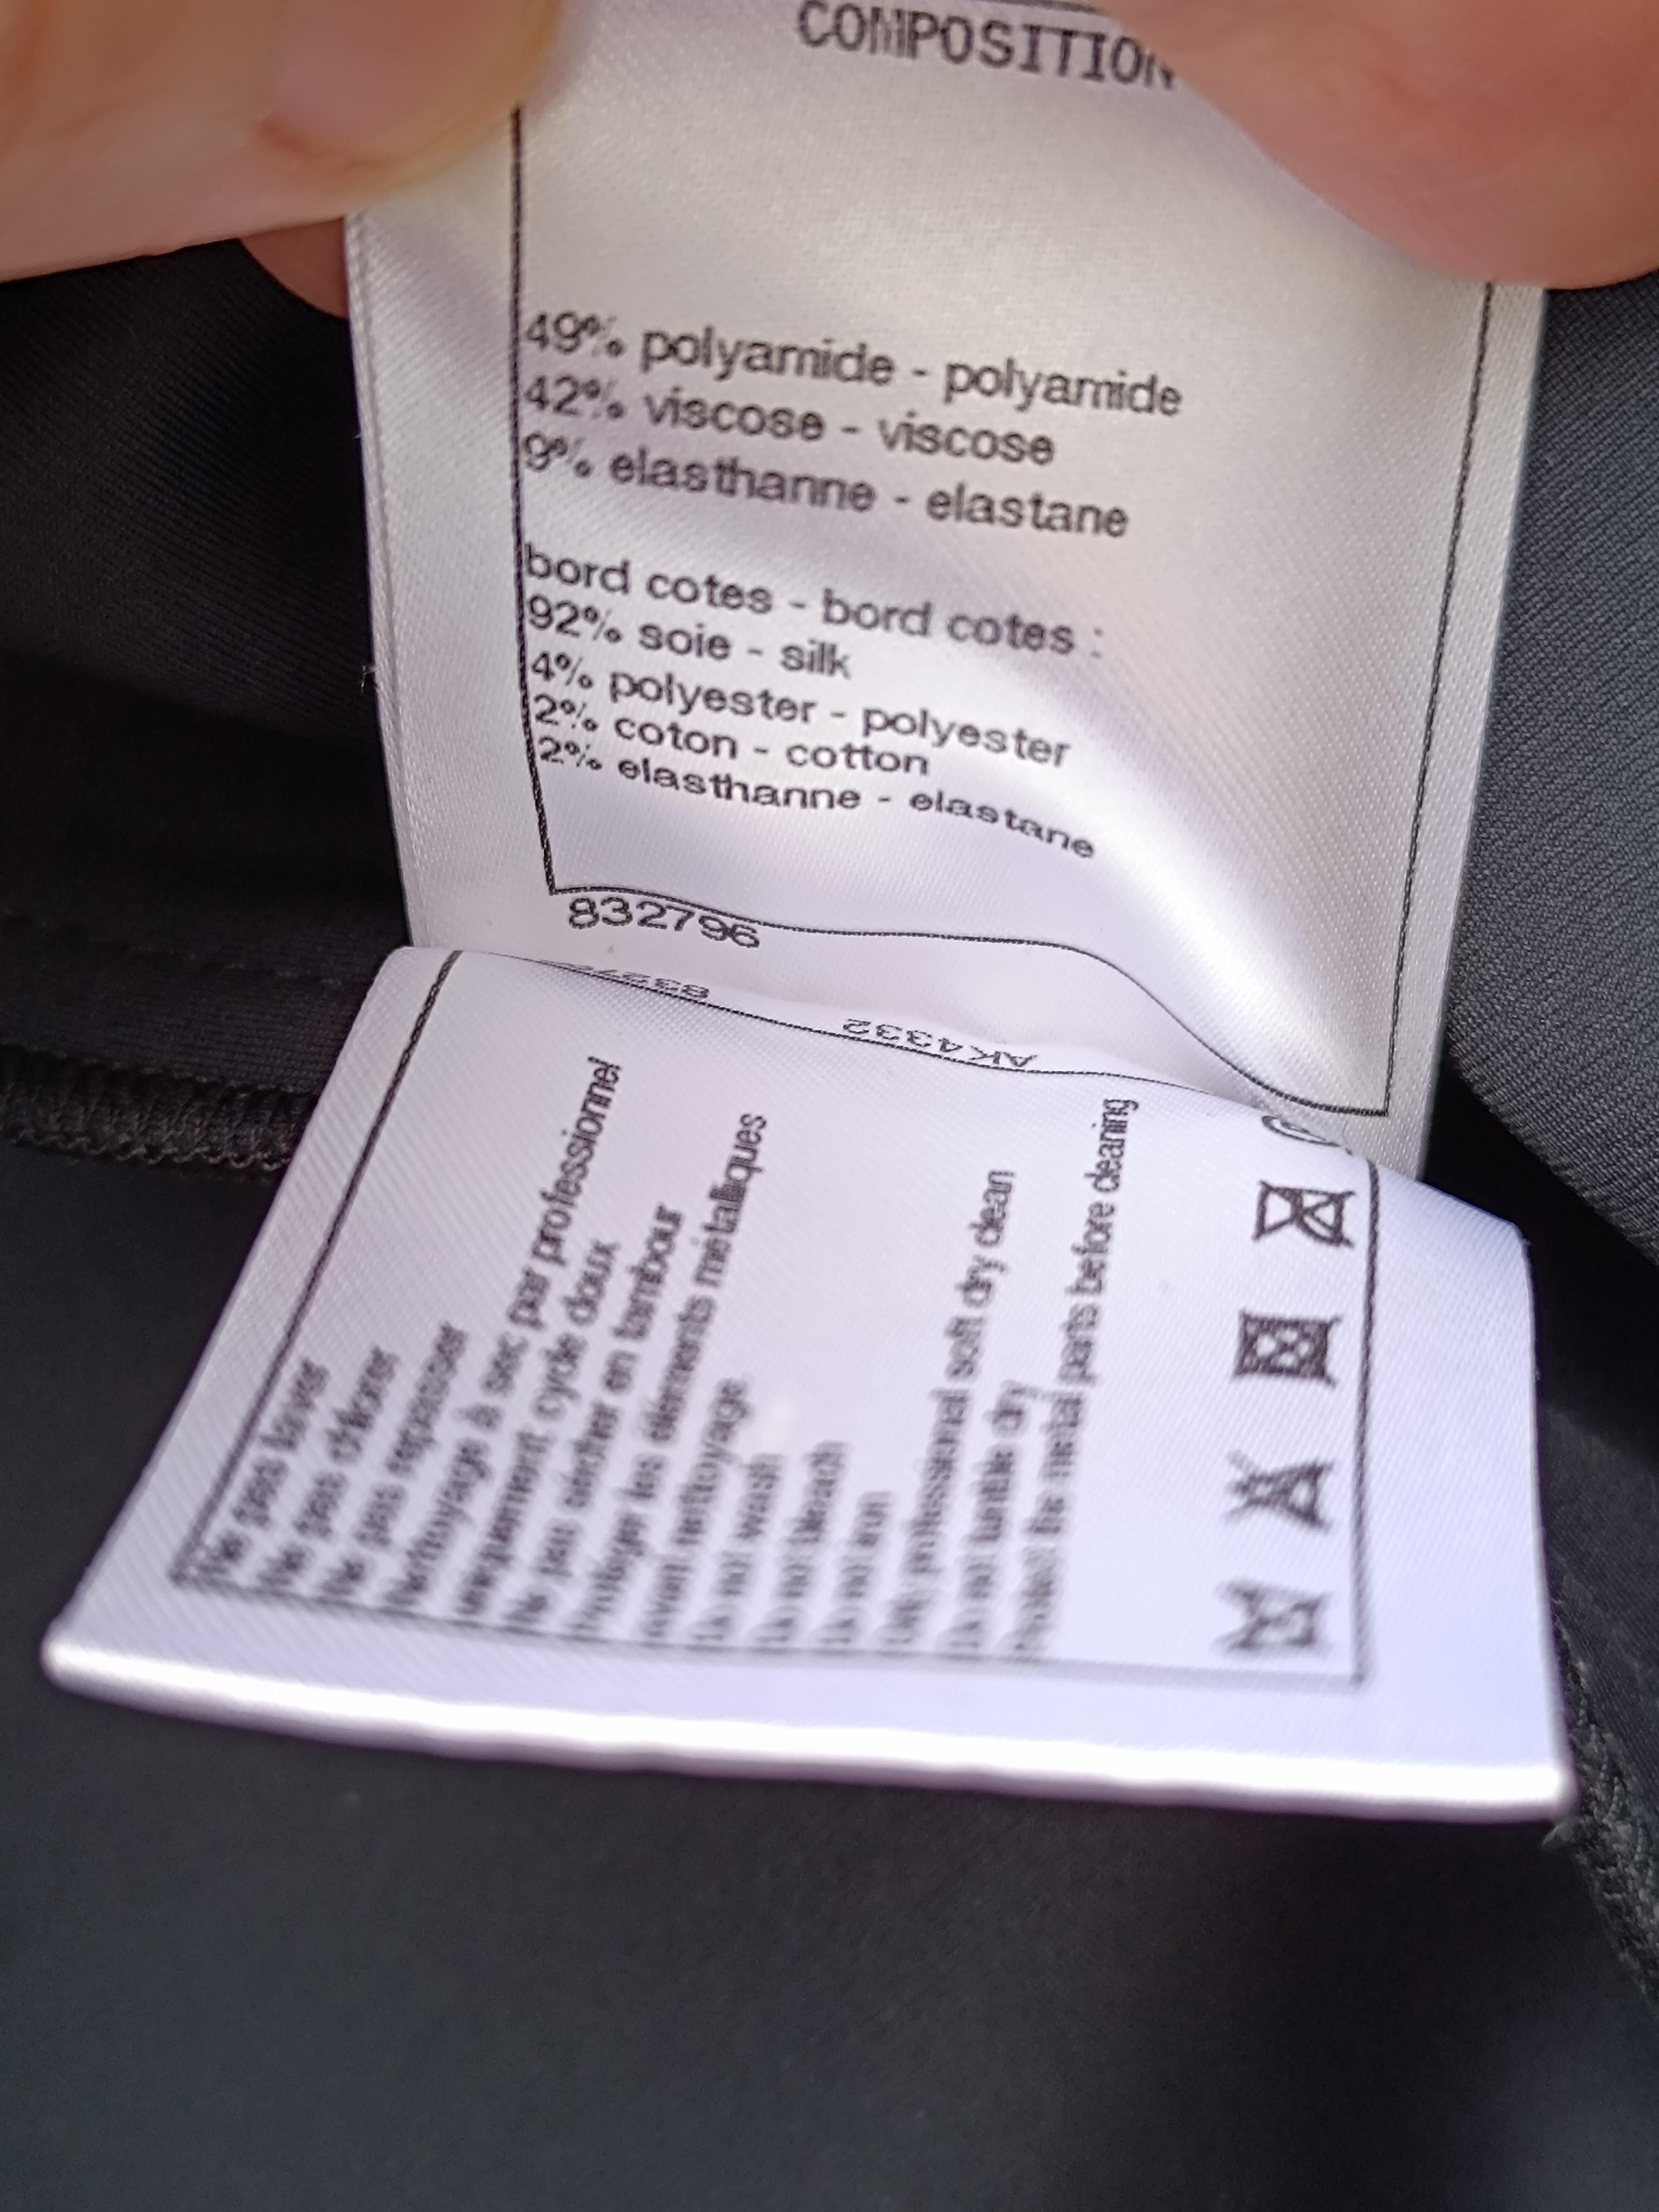 COMPOSITION
49% polyamide - polyamide
42% viscose - viscose
9% elasthanne - elastane
bord cotes - bord cotes :
92% soie - silk
4% polyester - polyester
2% coton - cotton
2% elasthanne - elastane
832796
AK4332
Ne pas laver
Ne pas chlorer
Ne pas repasser
Nettoyage à sec par professionnel
uniquement cycle doux
Ne pas sécher en tambour
Protéger les éléments métalliques
avant nettoyage.
Do not wash
Do not bleach
Do not iron
Only professional soft dry clean
Do not tumble dry
Protect the metal parts before cleaning